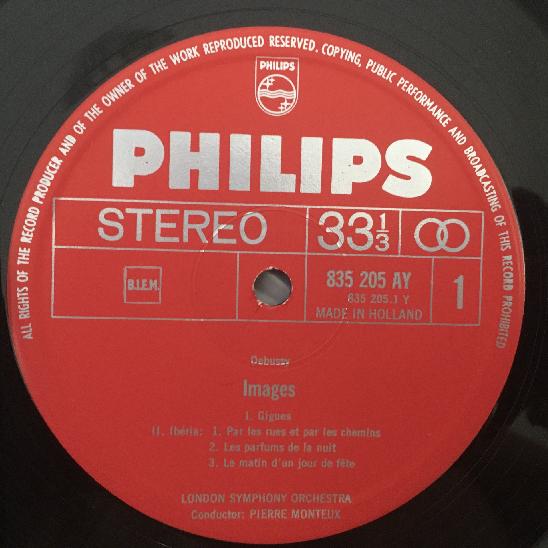 ALL RIGHTS OF THE RECORD PRODUCER AND OF THE OWNER OF THE WORK REPRODUCED RESERVED. COPYING, PUBLIC PERFORMANCE AND BROADCASTING OF THIS RECORD PROHIBITED
PHILIPS
PHILIPS
STEREO 33 1/3
B.I.E.M. 835 205 AY 1
835 205.1 Y
MADE IN HOLLAND
Debussy
Images
I. Gigues
II. Ibéria: 1. Par les rues et par les chemins
2. Les parfums de la nuit
3. Le matin d'un jour de fête
LONDON SYMPHONY ORCHESTRA
Conductor: PIERRE MONTEUX